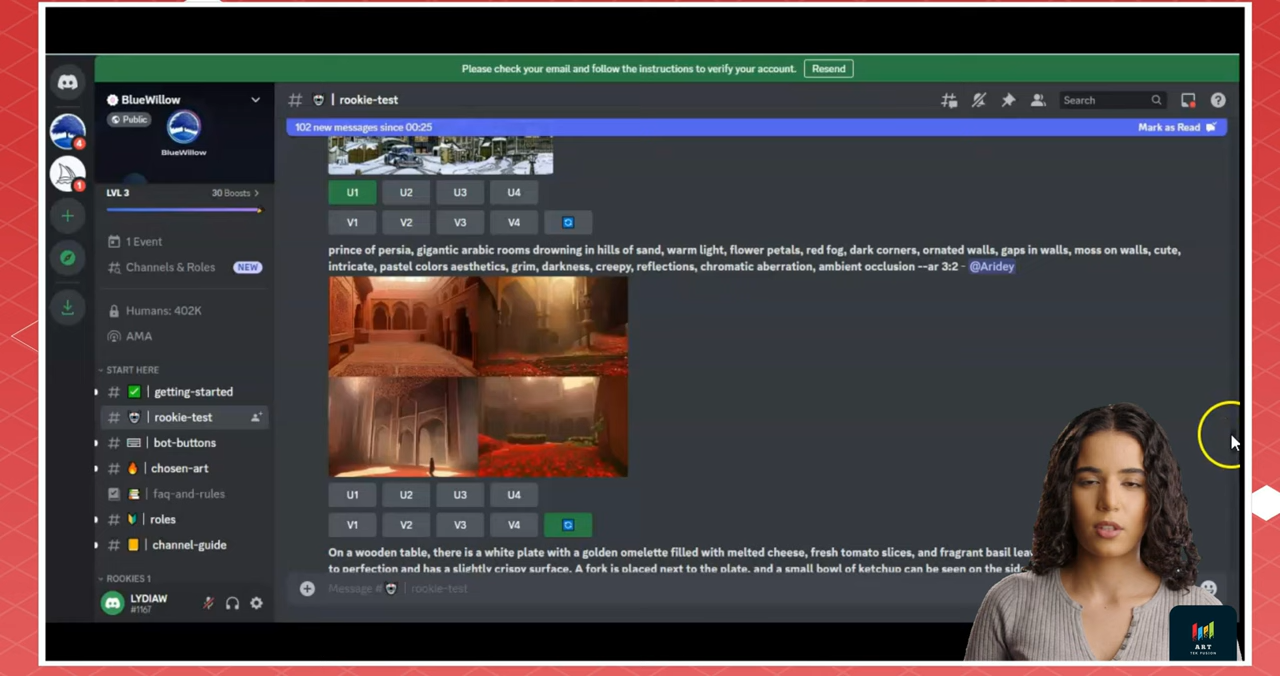 Please check your email and follow the instructions to verify your account. Resend
BlueWillow
Public
BlueWillow
LVL 3 30 Boosts >
1 Event
Channels & Roles NEW
Humans: 402K
AMA
START HERE
# | getting-started
# | rookie-test
# | bot-buttons
# | chosen-art
| faq-and-rules
# | roles
# | channel-guide
ROOKIES 1
LYDIAW
#1167
# | rookie-test
Search
102 new messages since 00:25 Mark as Read
U1 U2 U3 U4
V1 V2 V3 V4
prince of persia, gigantic arabic rooms drowning in hills of sand, warm light, flower petals, red fog, dark corners, ornated walls, gaps in walls, moss on walls, cute,
intricate, pastel colors aesthetics, grim, darkness, creepy, reflections, chromatic aberration, ambient occlusion --ar 3:2 - @Aridey
U1 U2 U3 U4
V1 V2 V3 V4
On a wooden table, there is a white plate with a golden omelette filled with melted cheese, fresh tomato slices, and fragrant basil
to perfection and has a slightly crispy surface. A fork is placed next to the plate, and a small bowl of ketchup can be seen on the
Message # | rookie-test
4
1
ART